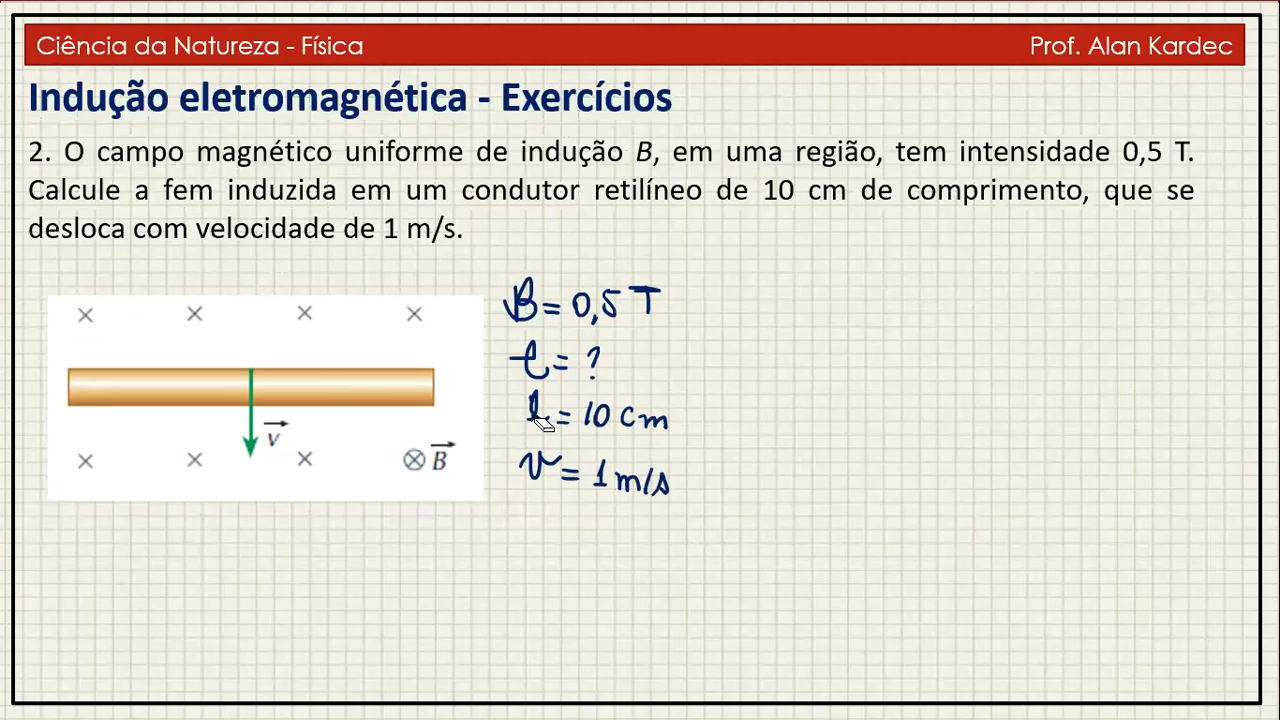 Ciência da Natureza - Física Prof. Alan Kardec
Indução eletromagnética - Exercícios
2. O campo magnético uniforme de indução B, em uma região, tem intensidade 0,5 T.
Calcule a fem induzida em um condutor retilíneo de 10 cm de comprimento, que se
desloca com velocidade de 1 m/s.
B = 0,5 T
ε = ?
l = 10 cm
v = 1 m/s
v
B